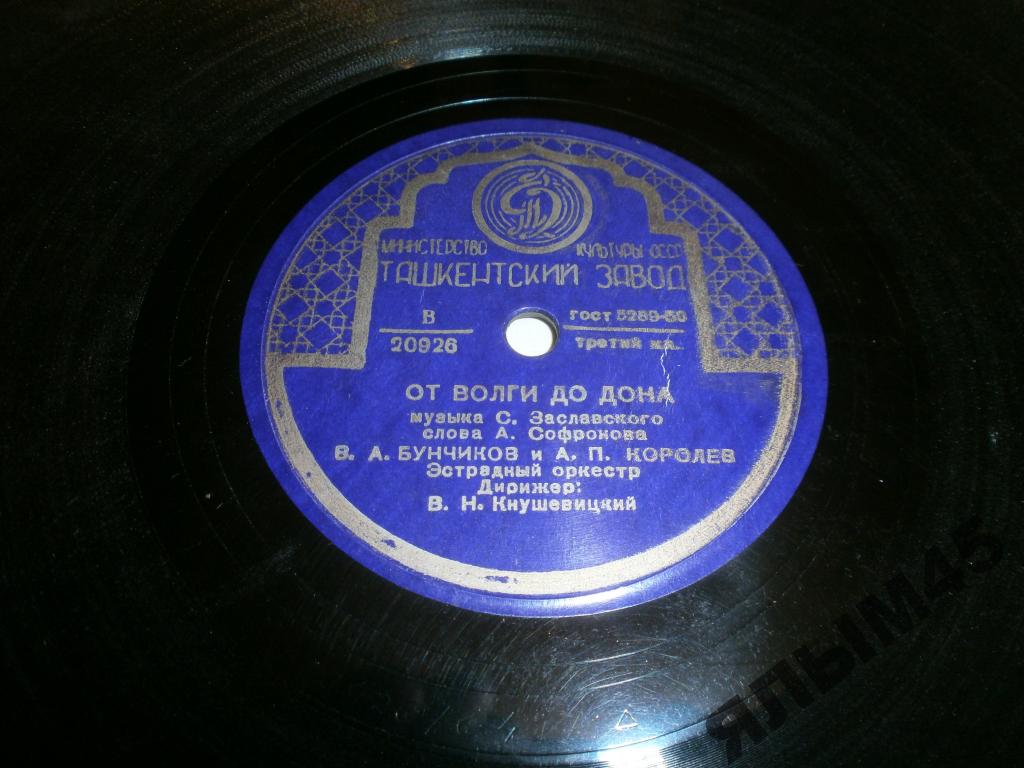 МИНИСТЕРСТВО КУЛЬТУРЫ СССР
ТАШКЕНТСКИЙ ЗАВОД
В
20926
ГОСТ 5289-50
Третий кл.
ОТ ВОЛГИ ДО ДОНА
музыка С. Заславского
слова А. Софронова
В. А. БУНЧИКОВ и А. П. КОРОЛЕВ
Эстрадный оркестр
Дирижер:
В. Н. Кнушевицкий
ЯЛЫМ45